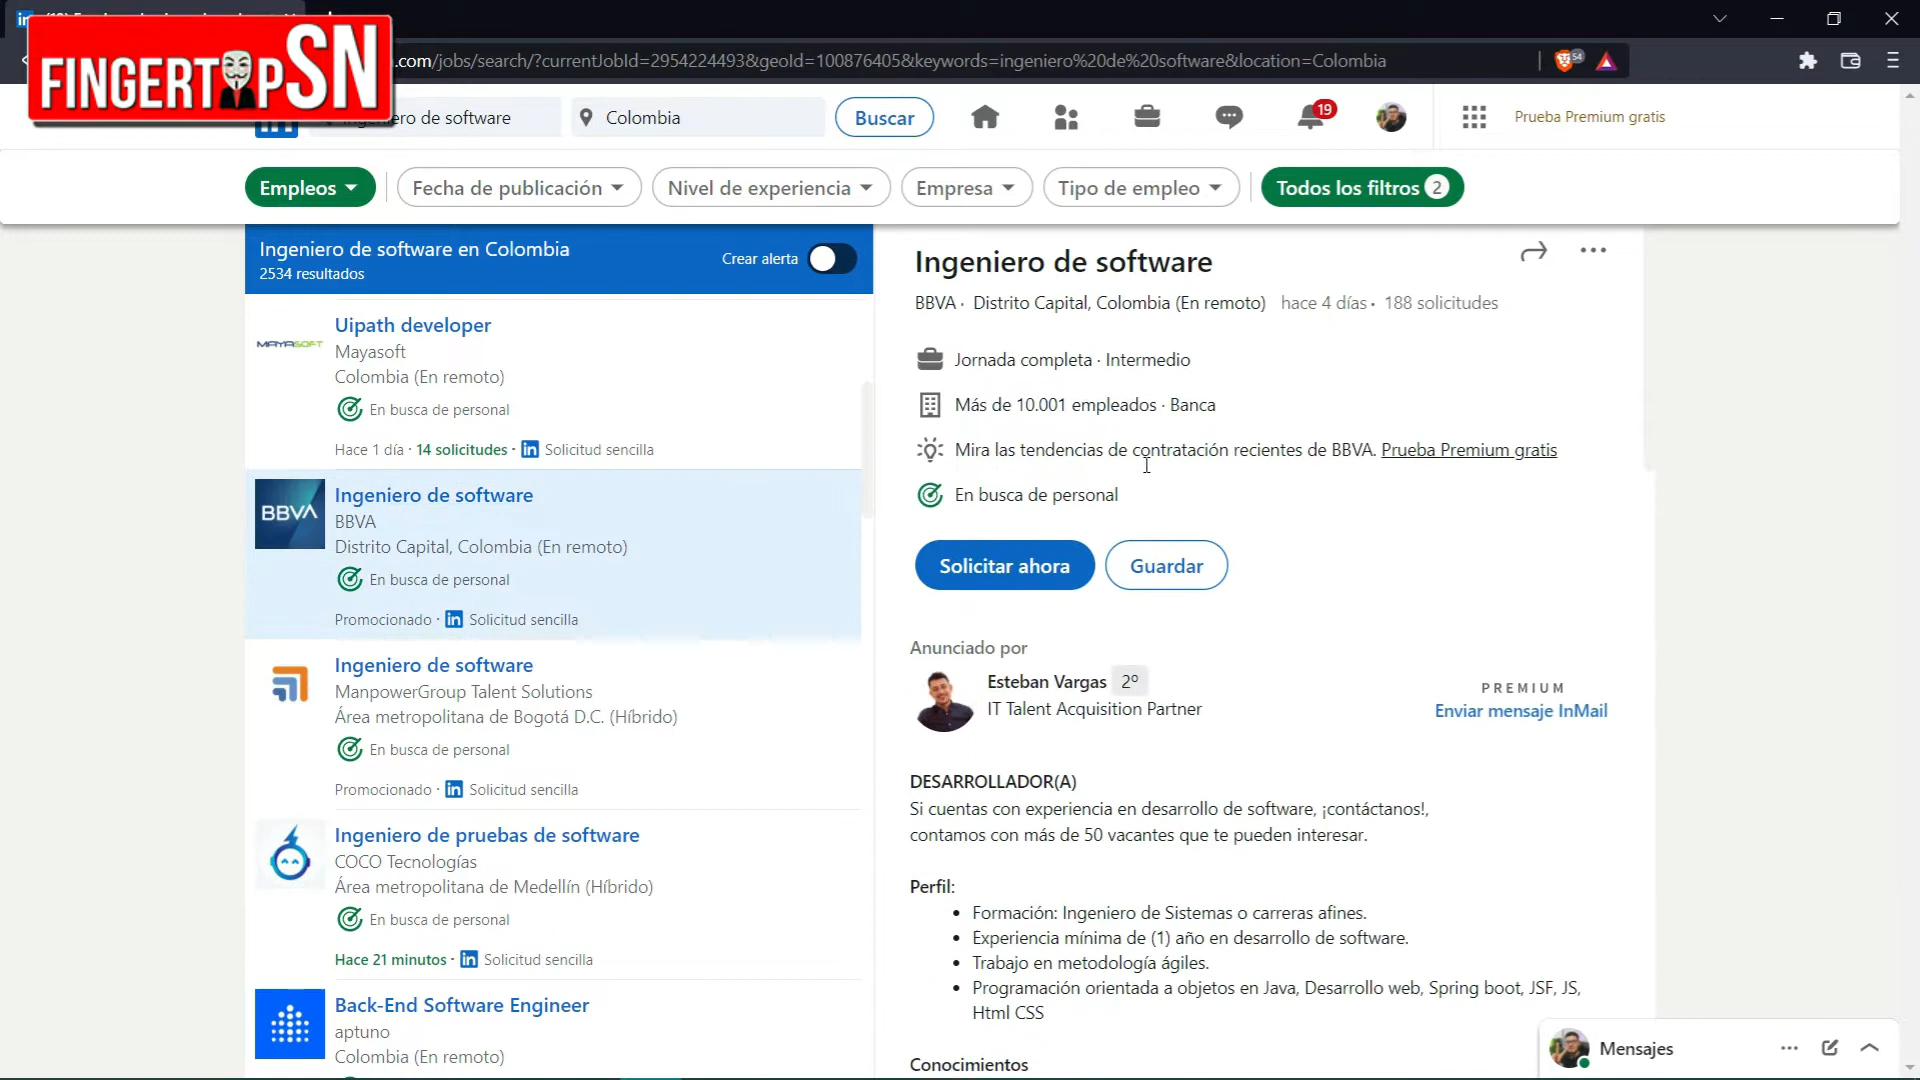 FINGERTOPSN
.com/jobs/search/?currentJobId=2954224493&geoId=100876405&keywords=ingeniero%20de%20software&location=Colombia
54
ingeniero de software
Colombia
Buscar
19
Prueba Premium gratis
Empleos
Fecha de publicación
Nivel de experiencia
Empresa
Tipo de empleo
Todos los filtros 2
Ingeniero de software en Colombia
2534 resultados
Crear alerta
MAYASOFT
Uipath developer
Mayasoft
Colombia (En remoto)
En busca de personal
Hace 1 día · 14 solicitudes · in Solicitud sencilla
BBVA
Ingeniero de software
BBVA
Distrito Capital, Colombia (En remoto)
En busca de personal
Promocionado · in Solicitud sencilla
Ingeniero de software
ManpowerGroup Talent Solutions
Área metropolitana de Bogotá D.C. (Híbrido)
En busca de personal
Promocionado · in Solicitud sencilla
Ingeniero de pruebas de software
COCO Tecnologías
Área metropolitana de Medellín (Híbrido)
En busca de personal
Hace 21 minutos · in Solicitud sencilla
Back-End Software Engineer
aptuno
Colombia (En remoto)
Ingeniero de software
BBVA · Distrito Capital, Colombia (En remoto) hace 4 días · 188 solicitudes
Jornada completa · Intermedio
Más de 10.001 empleados · Banca
Mira las tendencias de contratación recientes de BBVA. Prueba Premium gratis
En busca de personal
Solicitar ahora
Guardar
Anunciado por
Esteban Vargas 2º
IT Talent Acquisition Partner
PREMIUM
Enviar mensaje InMail
DESARROLLADOR(A)
Si cuentas con experiencia en desarrollo de software, ¡contáctanos!,
contamos con más de 50 vacantes que te pueden interesar.
Perfil:
• Formación: Ingeniero de Sistemas o carreras afines.
• Experiencia mínima de (1) año en desarrollo de software.
• Trabajo en metodología ágiles.
• Programación orientada a objetos en Java, Desarrollo web, Spring boot, JSF, JS,
Html CSS
Conocimientos
Mensajes